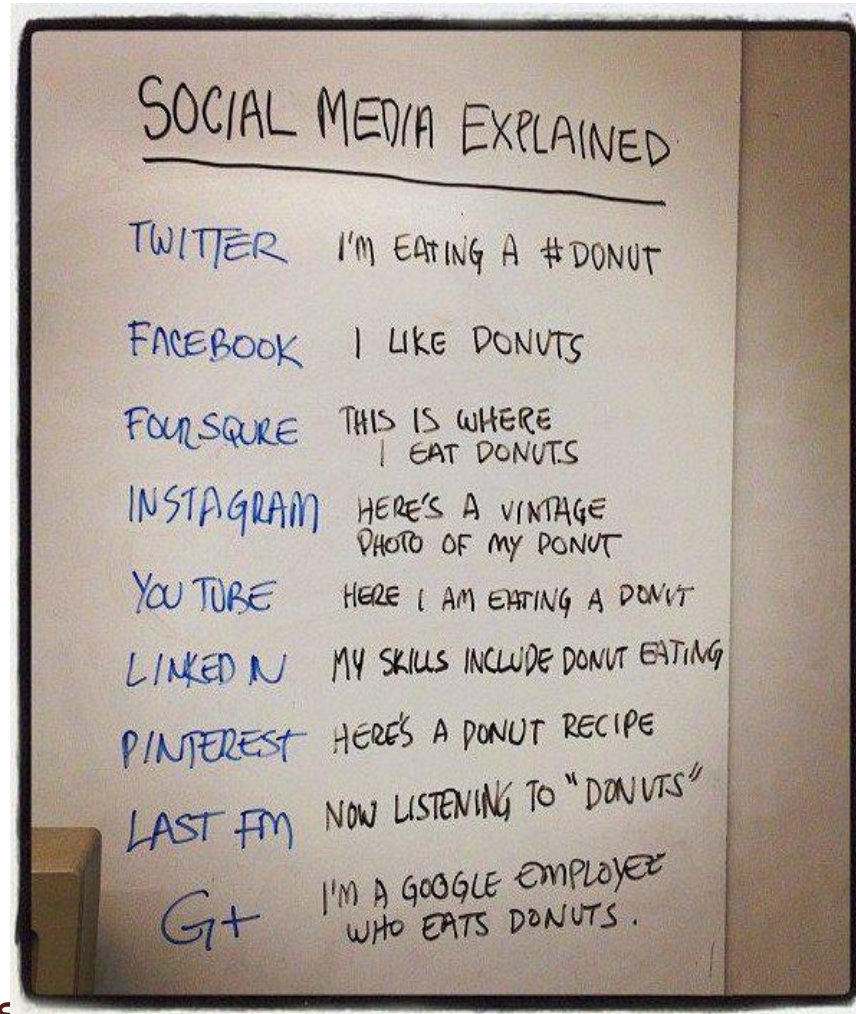 SOCIAL MEDIA EXPLAINED
TWITTER I'M EATING A #DONUT
FACEBOOK I LIKE DONUTS
FOURSQURE THIS IS WHERE
I EAT DONUTS
INSTAGRAM HERE'S A VINTAGE
PHOTO OF MY DONUT
YOU TUBE HERE I AM EATING A DONUT
LINKED IN MY SKILLS INCLUDE DONUT EATING
PINTEREST HERE'S A DONUT RECIPE
LAST FM NOW LISTENING TO "DONUTS"
G+ I'M A GOOGLE EMPLOYEE
WHO EATS DONUTS.